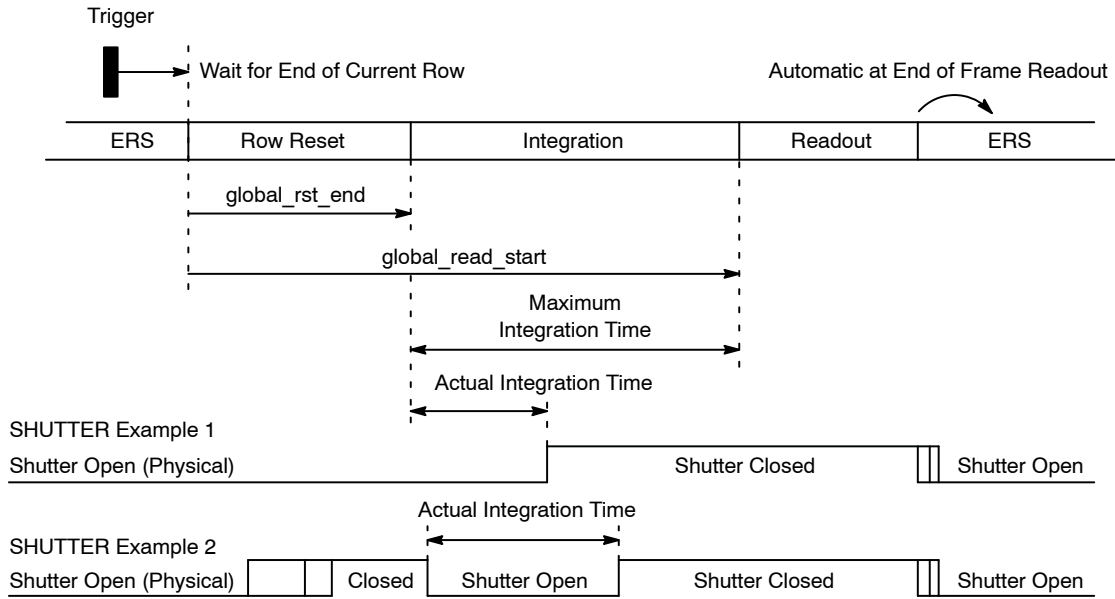 Trigger
Wait for End of Current Row
Automatic at End of Frame Readout
ERS Row Reset Integration Readout ERS
global_rst_end
global_read_start
Maximum
Integration Time
Actual Integration Time
SHUTTER Example 1
Shutter Open (Physical) Shutter Closed Shutter Open
Actual Integration Time
SHUTTER Example 2
Shutter Open (Physical) Closed Shutter Open Shutter Closed Shutter Open